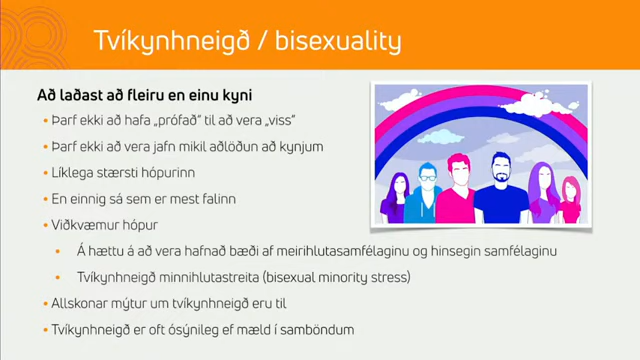 Tvíkynhneigð / bisexuality
Að laðast að fleiru en einu kyni
• Þarf ekki að hafa „prófað“ til að vera „viss“
• Þarf ekki að vera jafn mikil aðlöðun að kynjum
• Líklega stærsti hópurinn
• En einnig sá sem er mest falinn
• Viðkvæmur hópur
• Á hættu á að vera hafnað bæði af meirihlutasamfélaginu og hinsegin samfélaginu
• Tvíkynhneigð minnihlutastreita (bisexual minority stress)
• Allskonar mýtur um tvíkynhneigð eru til
• Tvíkynhneigð er oft ósýnileg ef mæld í samböndum